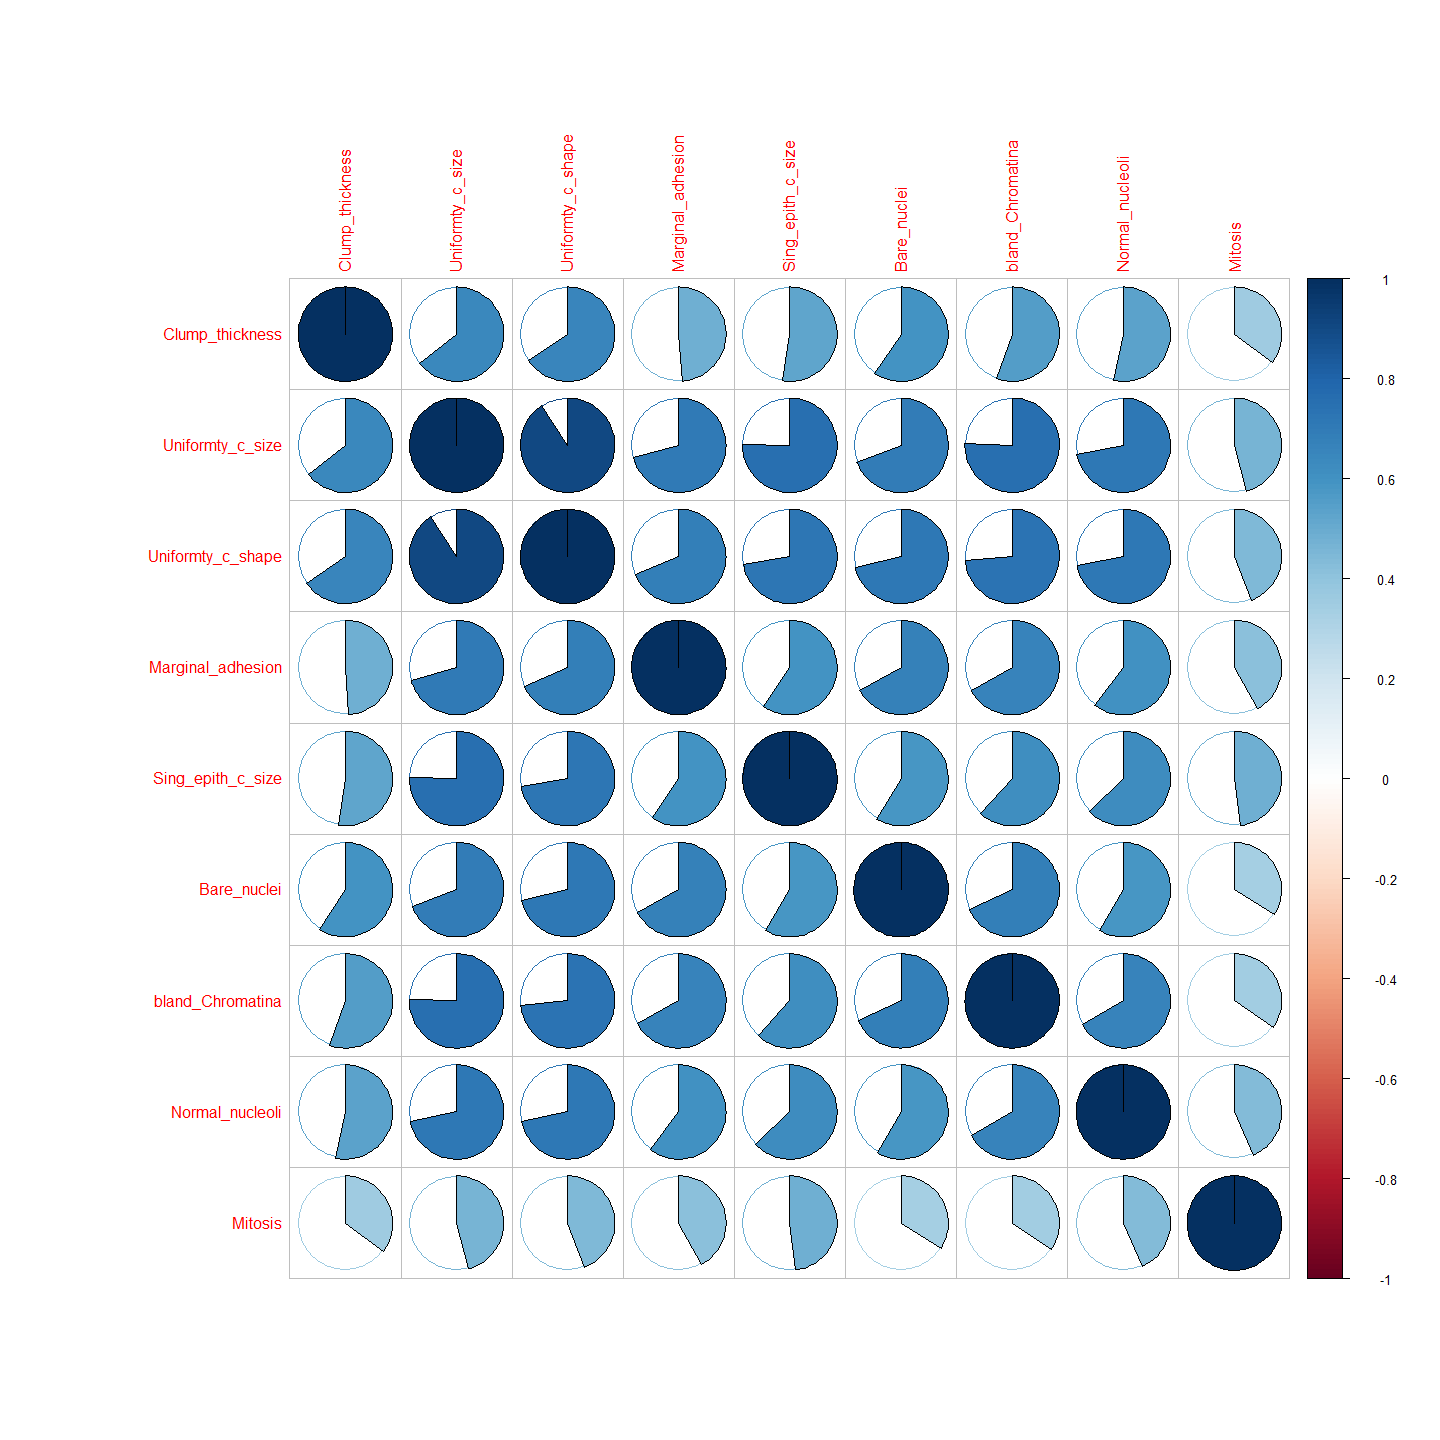 Clump_thickness
Uniformty_c_size
Uniformty_c_shape
Marginal_adhesion
Sing_epith_c_size
Bare_nuclei
bland_Chromatina
Normal_nucleoli
Mitosis
Clump_thickness
Uniformty_c_size
Uniformty_c_shape
Marginal_adhesion
Sing_epith_c_size
Bare_nuclei
bland_Chromatina
Normal_nucleoli
Mitosis
1
0.8
0.6
0.4
0.2
0
-0.2
-0.4
-0.6
-0.8
-1